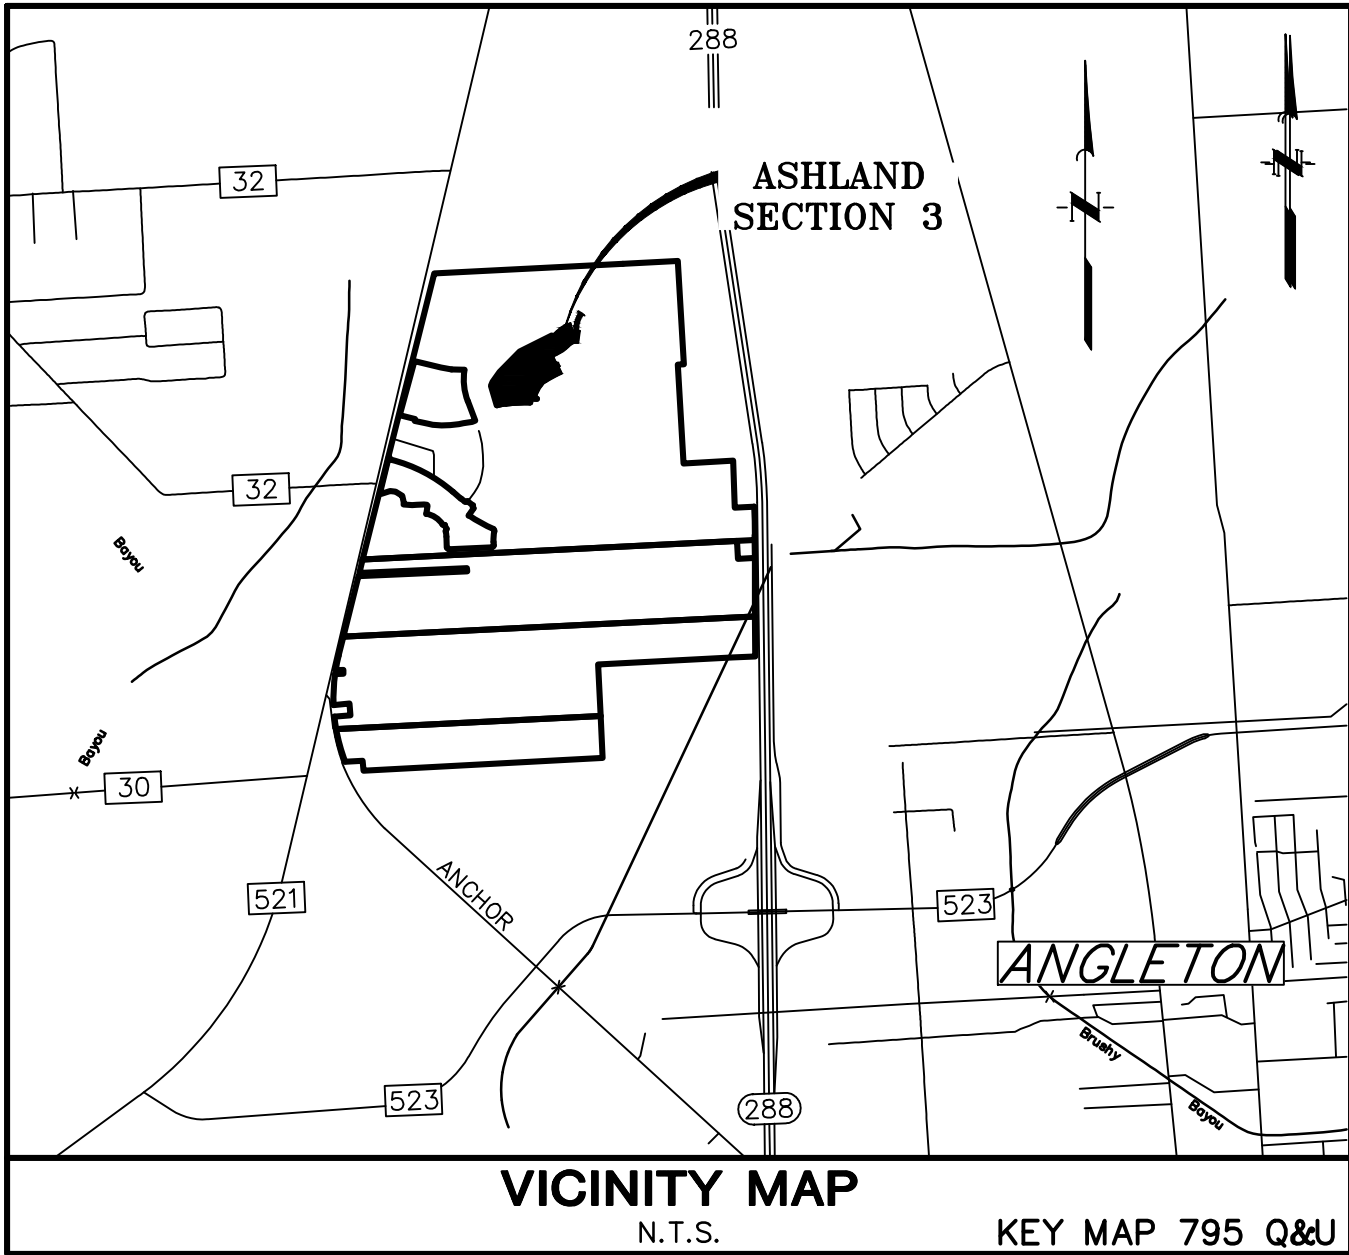 288
ASHLAND
SECTION 3
N
N
32
32
Bayou
Bayou
30
521
ANCHOR
523
ANGLETON
Brushy
523
288
Bayou
VICINITY MAP
N.T.S.
KEY MAP 795 Q&U